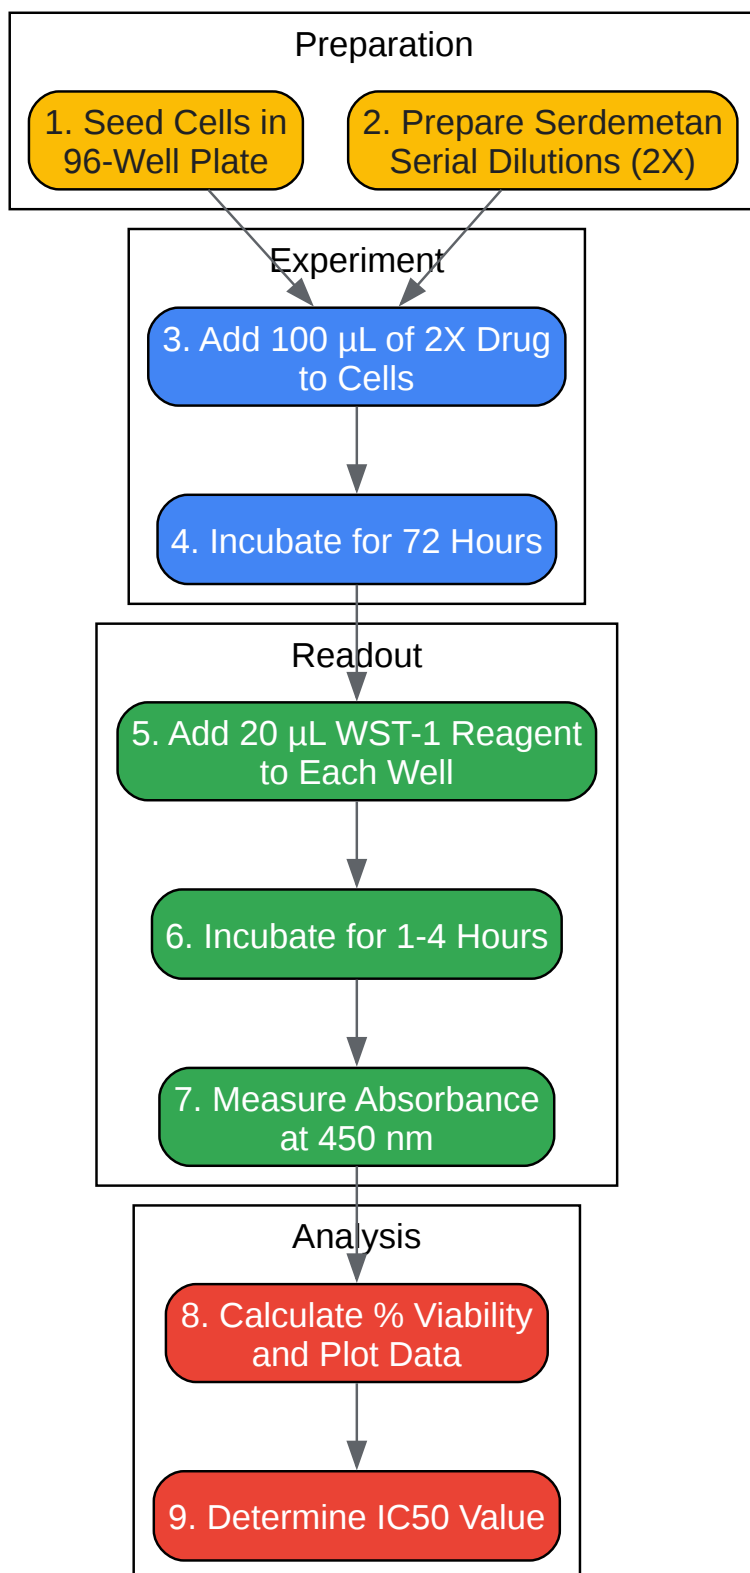 Preparation
1. Seed Cells in
96-Well Plate
2. Prepare Serdemetan
Serial Dilutions (2X)
Experiment
3. Add 100 µL of 2X Drug
to Cells
4. Incubate for 72 Hours
Readout
5. Add 20 µL WST-1 Reagent
to Each Well
6. Incubate for 1-4 Hours
7. Measure Absorbance
at 450 nm
Analysis
8. Calculate % Viability
and Plot Data
9. Determine IC50 Value